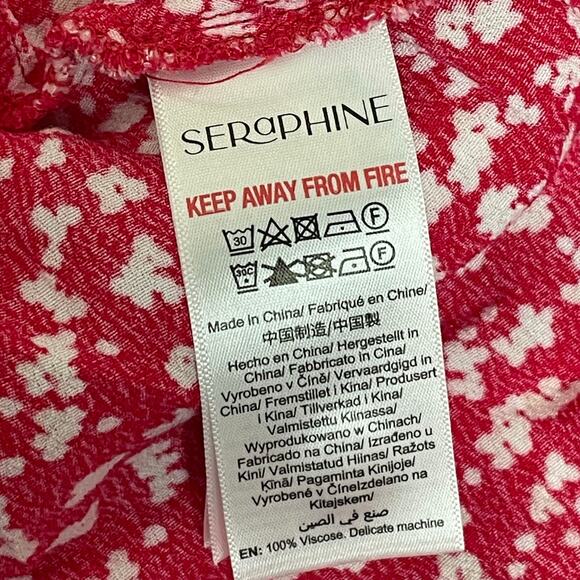 SERaPHINE
KEEP AWAY FROM FIRE
30 F
30C F
Made in China/ Fabriqué en Chine/
中国制造/中国製
Hecho en China/ Hergestellt in
China/ Fabbricato in Cina/
Vyrobeno v Číně/ Vervaardigd in
China/ Fremstillet i Kina/ Produsert
i Kina/ Tillverkad i Kina/
Valmistettu Kiinassa/
Wyprodukowano w Chinach/
Fabricado na China/ Izrađeno u
Kini/ Valmistatud Hiinas/ Ražots
Ķīnā/ Pagaminta Kinijoje/
Vyrobené v Číne/zelano na
Kitajskem/
صنع في الصين
EN: 100% Viscose. Delicate machine